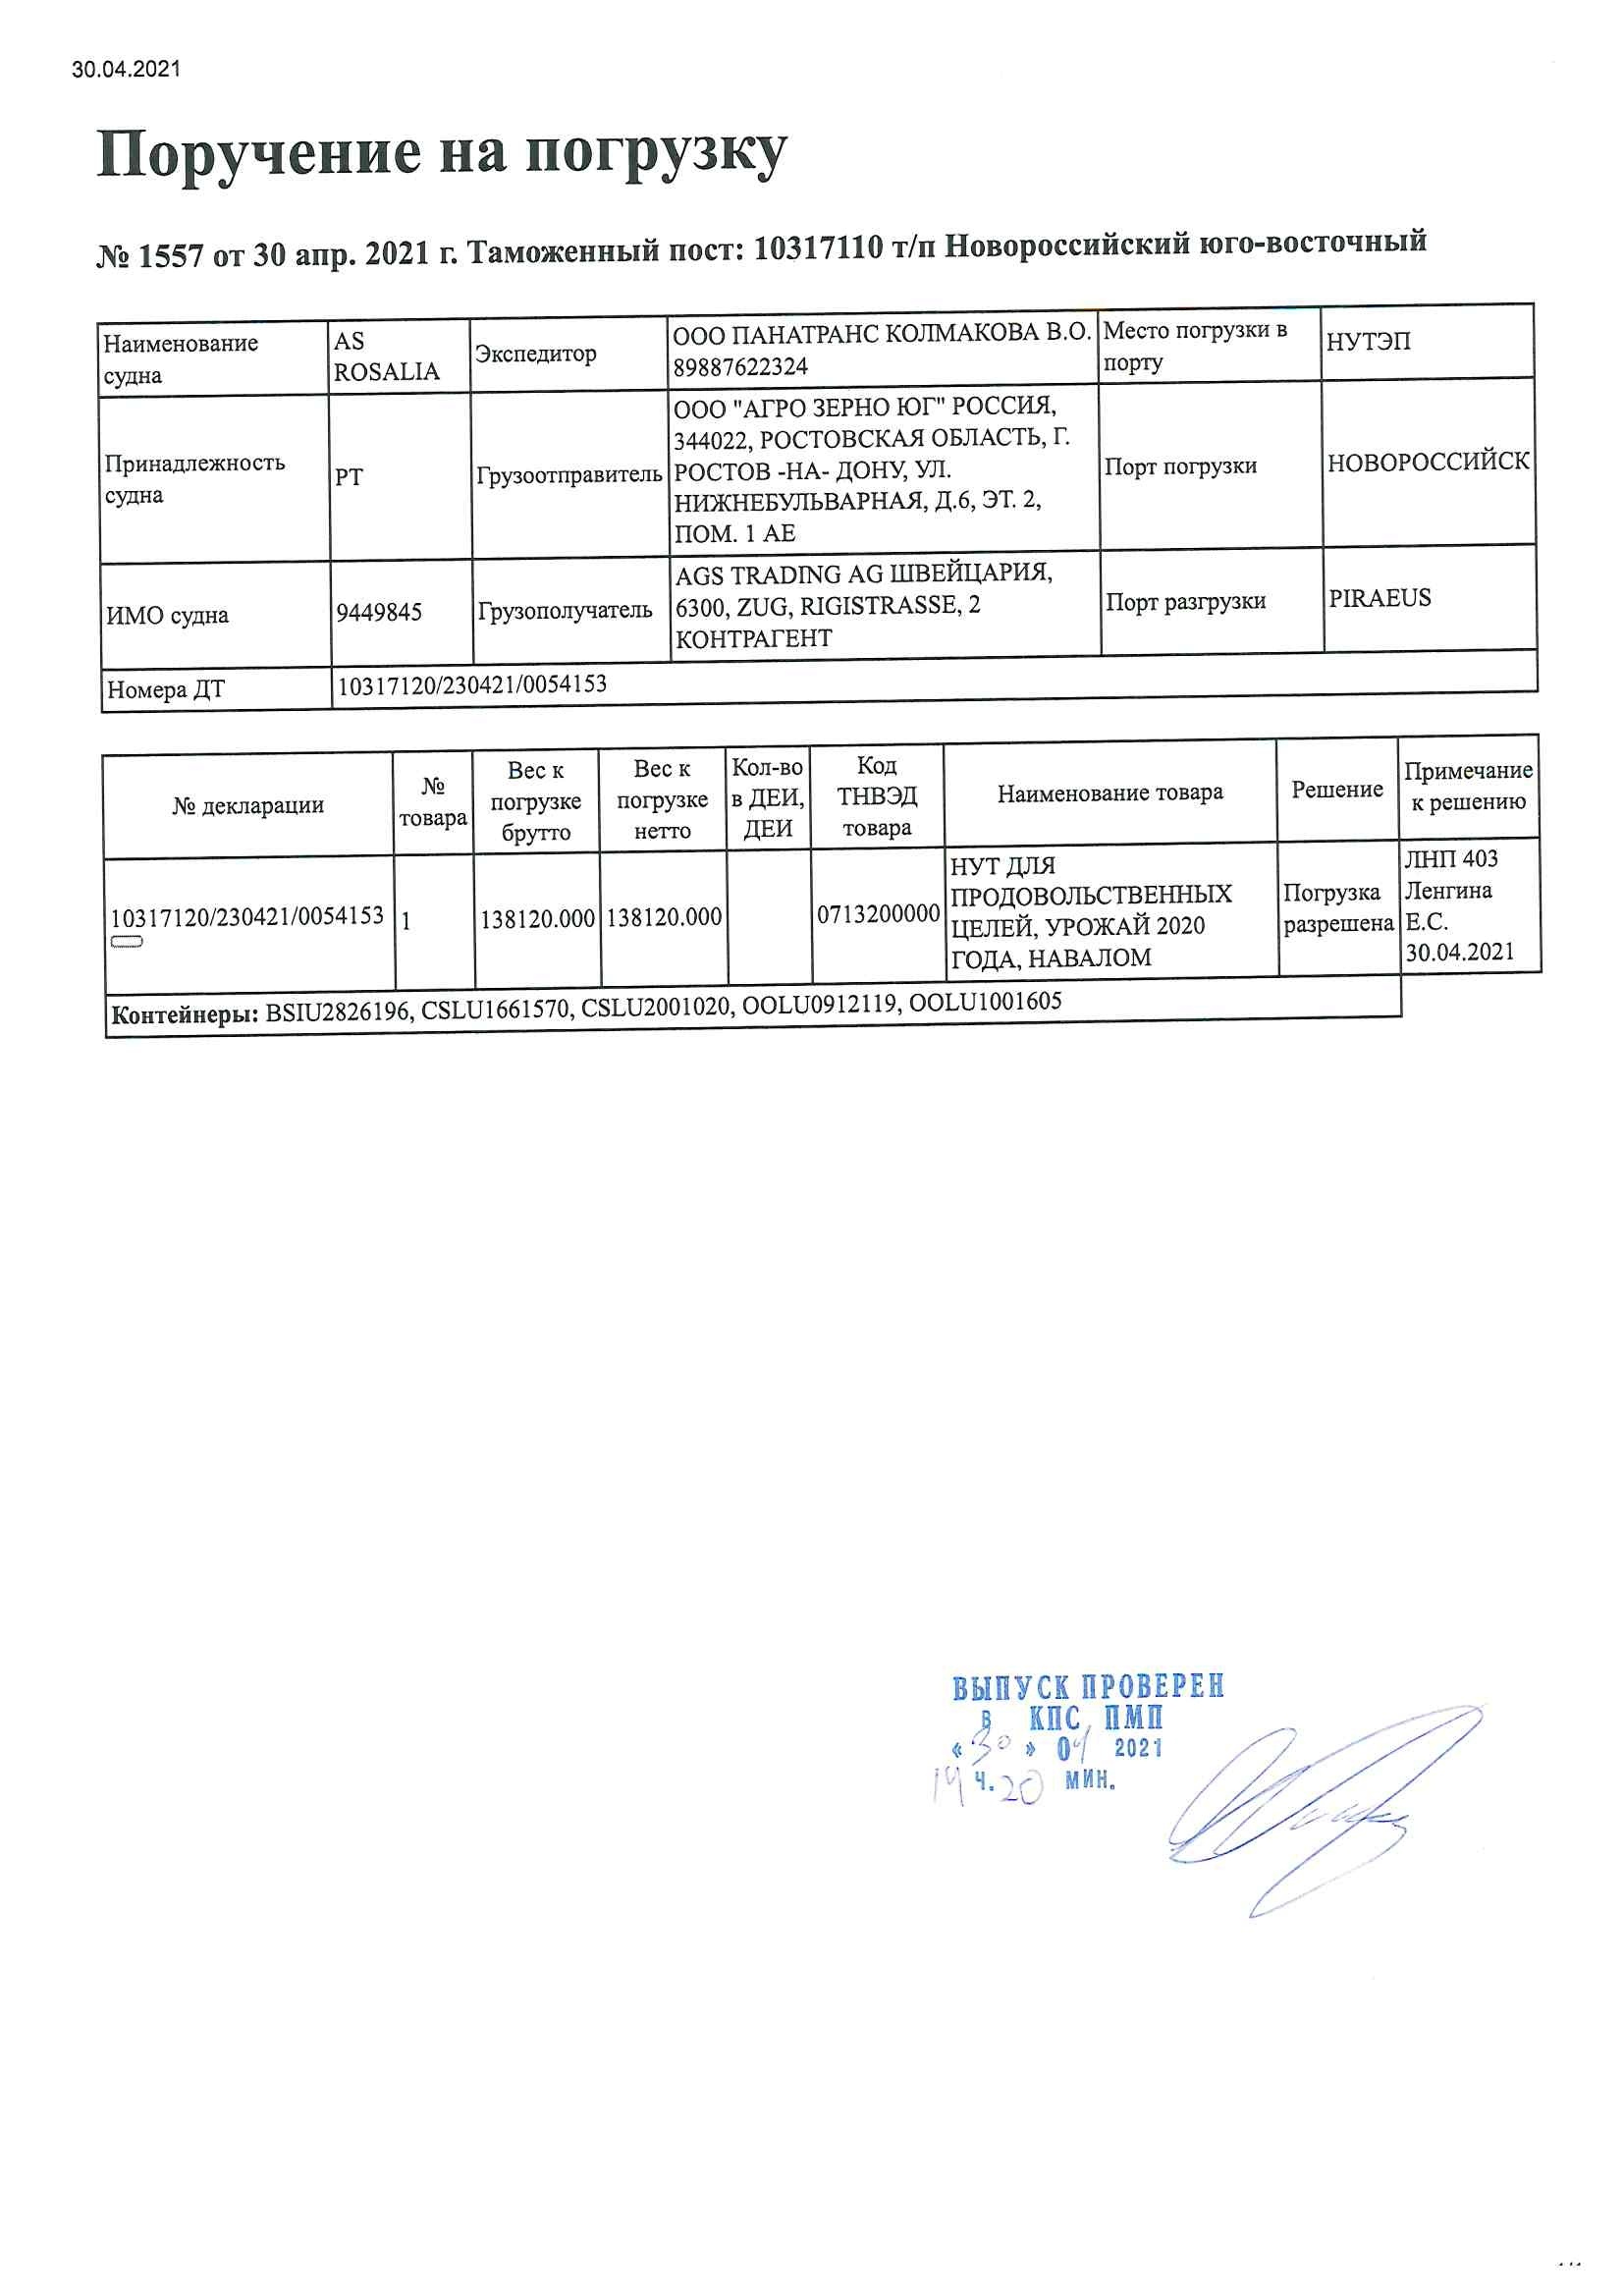 30.04.2021
Поручение на погрузку
№ 1557 от 30 апр. 2021 г. Таможенный пост: 10317110 т/п Новороссийский юго-восточный
Наименование
судна
AS
ROSALIA
Экспедитор
ООО ПАНАТРАНС КОЛМАКОВА В.О.
89887622324
Место погрузки в
порту
НУТЭП
Принадлежность
судна
PT
Грузоотправитель
ООО "АГРО ЗЕРНО ЮГ" РОССИЯ,
344022, РОСТОВСКАЯ ОБЛАСТЬ, Г.
РОСТОВ -НА- ДОНУ, УЛ.
НИЖНЕБУЛЬВАРНАЯ, Д.6, ЭТ. 2,
ПОМ. 1 АЕ
Порт погрузки
НОВОРОССИЙСК
ИМО судна
9449845
Грузополучатель
AGS TRADING AG ШВЕЙЦАРИЯ,
6300, ZUG, RIGISTRASSE, 2
КОНТРАГЕНТ
Порт разгрузки
PIRAEUS
Номера ДТ
10317120/230421/0054153
№ декларации
№
товара
Вес к
погрузке
брутто
Вес к
погрузке
нетто
Кол-во
в ДЕИ,
ДЕИ
Код
ТНВЭД
товара
Наименование товара
Решение
Примечание
к решению
10317120/230421/0054153
1
138120.000
138120.000
0713200000
НУТ ДЛЯ
ПРОДОВОЛЬСТВЕННЫХ
ЦЕЛЕЙ, УРОЖАЙ 2020
ГОДА, НАВАЛОМ
Погрузка
разрешена
ЛНП 403
Ленгина
Е.С.
30.04.2021
Контейнеры: BSIU2826196, CSLU1661570, CSLU2001020, OOLU0912119, OOLU1001605
ВЫПУСК ПРОВЕРЕН
в КПС ПМП
«30» 04 2021
14 ч. 20 мин.